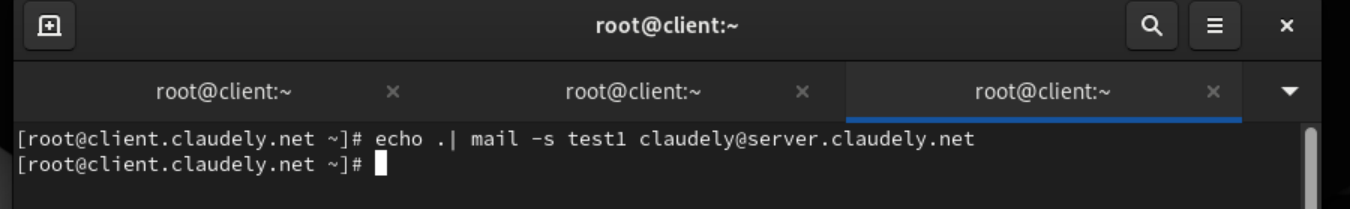 root@client:~
root@client:~ root@client:~ root@client:~
[root@client.claudely.net ~]# echo .| mail -s test1 claudely@server.claudely.net
[root@client.claudely.net ~]#